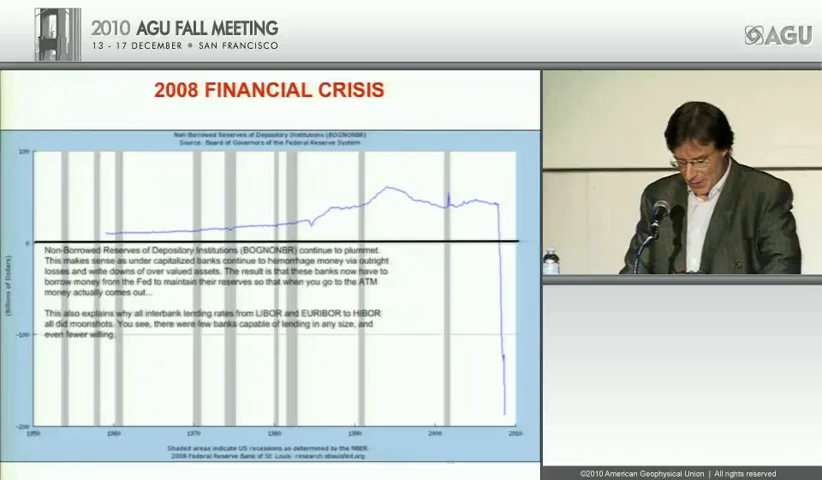 2010 AGU FALL MEETING
13 - 17 DECEMBER • SAN FRANCISCO
AGU
2008 FINANCIAL CRISIS
Non-Borrowed Reserves of Depository Institutions (BOGNONBR)
Source: Board of Governors of the Federal Reserve System
100
0
-100
-200
(Billions of Dollars)
Non-Borrowed Reserves of Depository Institutions (BOGNONBR) continue to plummet.
This makes sense as under capitalized banks continue to hemorrhage money via outright
losses and write downs of over valued assets. The result is that these banks now have to
borrow money from the Fed to maintain their reserves so that when you go to the ATM
money actually comes out...
This also explains why all interbank lending rates from LIBOR and EURIBOR to HIBOR
all did moonshots. You see, there were few banks capable of lending in any size, and
even fewer willing.
1950 1960 1970 1980 1990 2000 2010
Shaded areas indicate US recessions as determined by the NBER.
2008 Federal Reserve Bank of St. Louis: research.stlouisfed.org
©2010 American Geophysical Union | All rights reserved